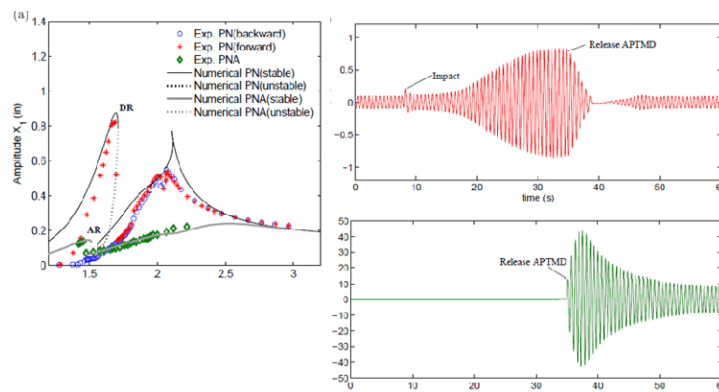 (a)
1.4
1.2
1
0.8
0.6
0.4
0.2
0
Amplitude X_1 (in)
Exp. PN(backward)
Exp. PN(forward)
Exp. PNA
Numerical PN(stable)
Numerical PN(unstable)
Numerical PNA(stable)
Numerical PNA(unstable)
DR
AR
1.5 2 2.5 3
1
0.5
0
-0.5
-1
Impact
Release APTMD
0 10 20 30 40 50 60
time (s)
50
40
30
20
10
0
-10
-20
-30
-40
-50
Release APTMD
0 10 20 30 40 50 60